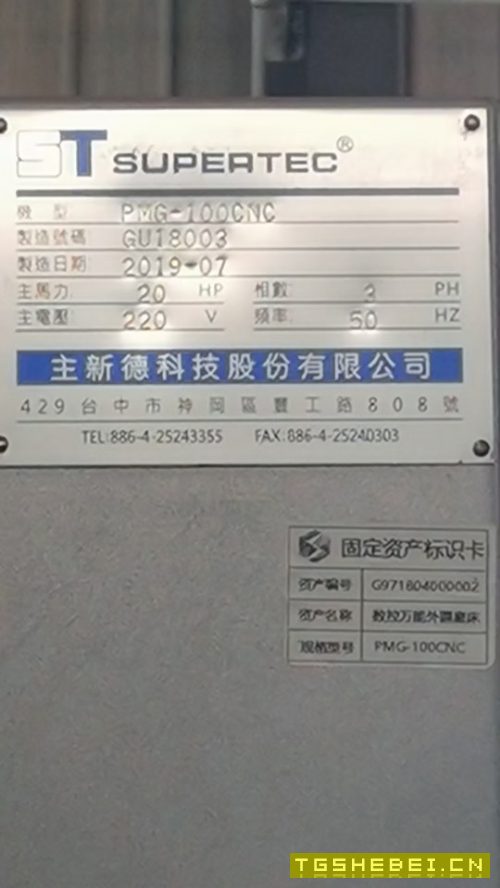 ST SUPERTEC®
機型 PMG-100CNC
製造號碼 GU18003
製造日期 2019-07
主馬力 20 HP 相數 3 PH
主電壓 220 V 頻率 50 HZ
主新德科技股份有限公司
429台中市神岡區豐工路808號
TEL:886-4-25243355 FAX:886-4-25240303
固定资产标识卡
资产编号 G971804000002
资产名称 数控万能外圆磨床
规格型号 PMG-100CNC
TGSHEBEI.CN